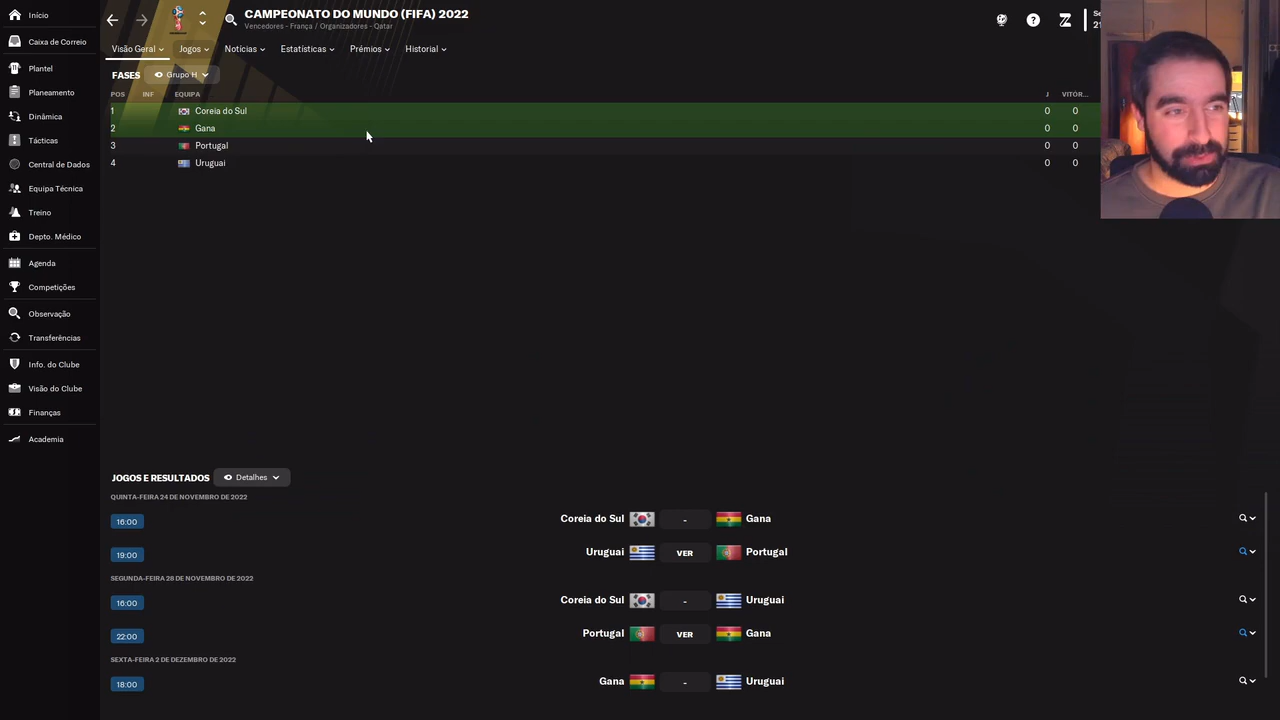 Início
Caixa de Correio
Plantel
Planeamento
Dinâmica
Tácticas
Central de Dados
Equipa Técnica
Treino
Depto. Médico
Agenda
Competições
Observação
Transferências
Info. do Clube
Visão do Clube
Finanças
Academia
CAMPEONATO DO MUNDO (FIFA) 2022
Vencedores - França / Organizadores - Qatar
Visão Geral Jogos Notícias Estatísticas Prémios Historial
FASES Grupo H
POS INF EQUIPA J VITÓR...
1 Coreia do Sul 0 0
2 Gana 0 0
3 Portugal 0 0
4 Uruguai 0 0
JOGOS E RESULTADOS Detalhes
QUINTA-FEIRA 24 DE NOVEMBRO DE 2022
16:00 Coreia do Sul - Gana
19:00 Uruguai VER Portugal
SEGUNDA-FEIRA 28 DE NOVEMBRO DE 2022
16:00 Coreia do Sul - Uruguai
22:00 Portugal VER Gana
SEXTA-FEIRA 2 DE DEZEMBRO DE 2022
18:00 Gana - Uruguai